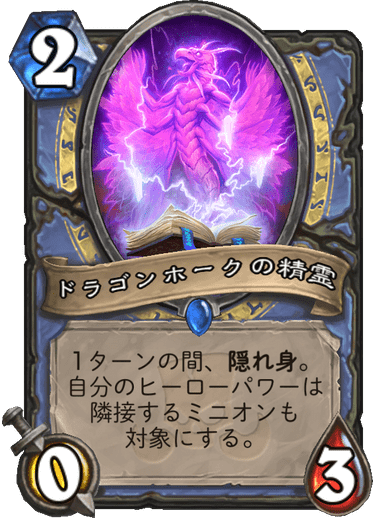 2
ドラゴンホークの精霊
1ターンの間、隠れ身。
自分のヒーローパワーは
隣接するミニオンも
対象にする。
0
3